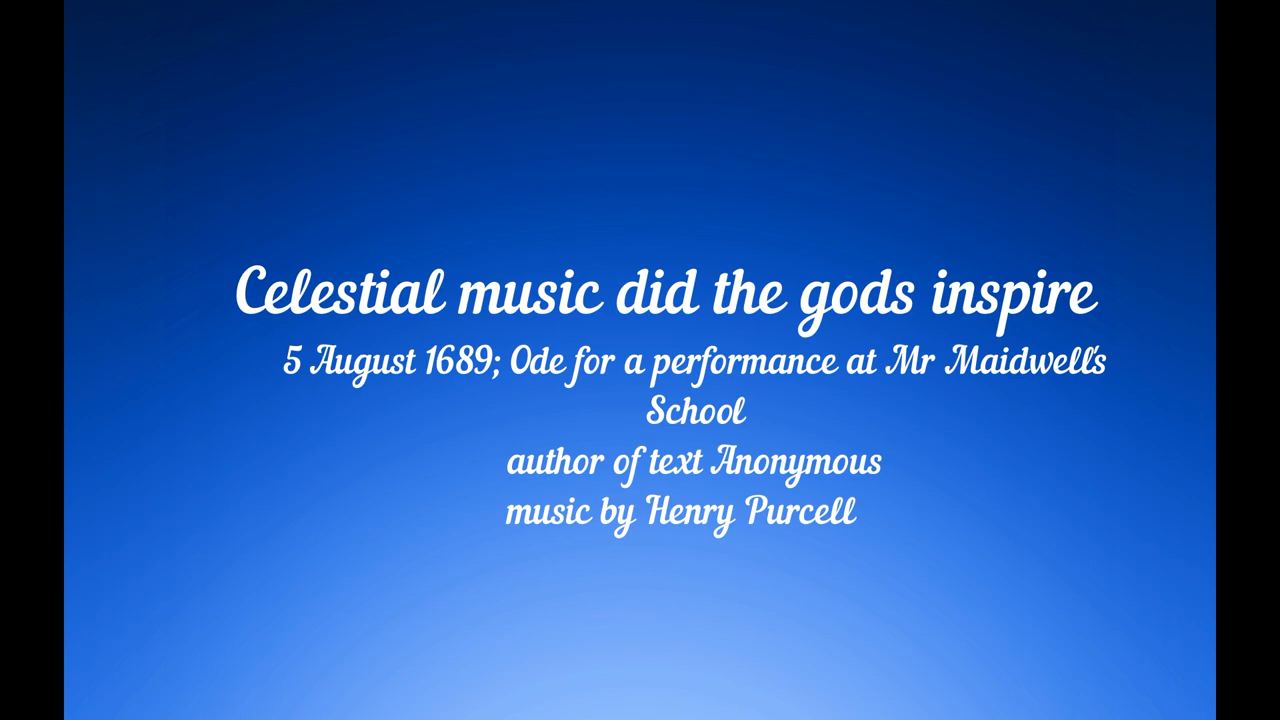 Celestial music did the gods inspire
5 August 1689; Ode for a performance at Mr Maidwell's
School
author of text Anonymous
music by Henry Purcell